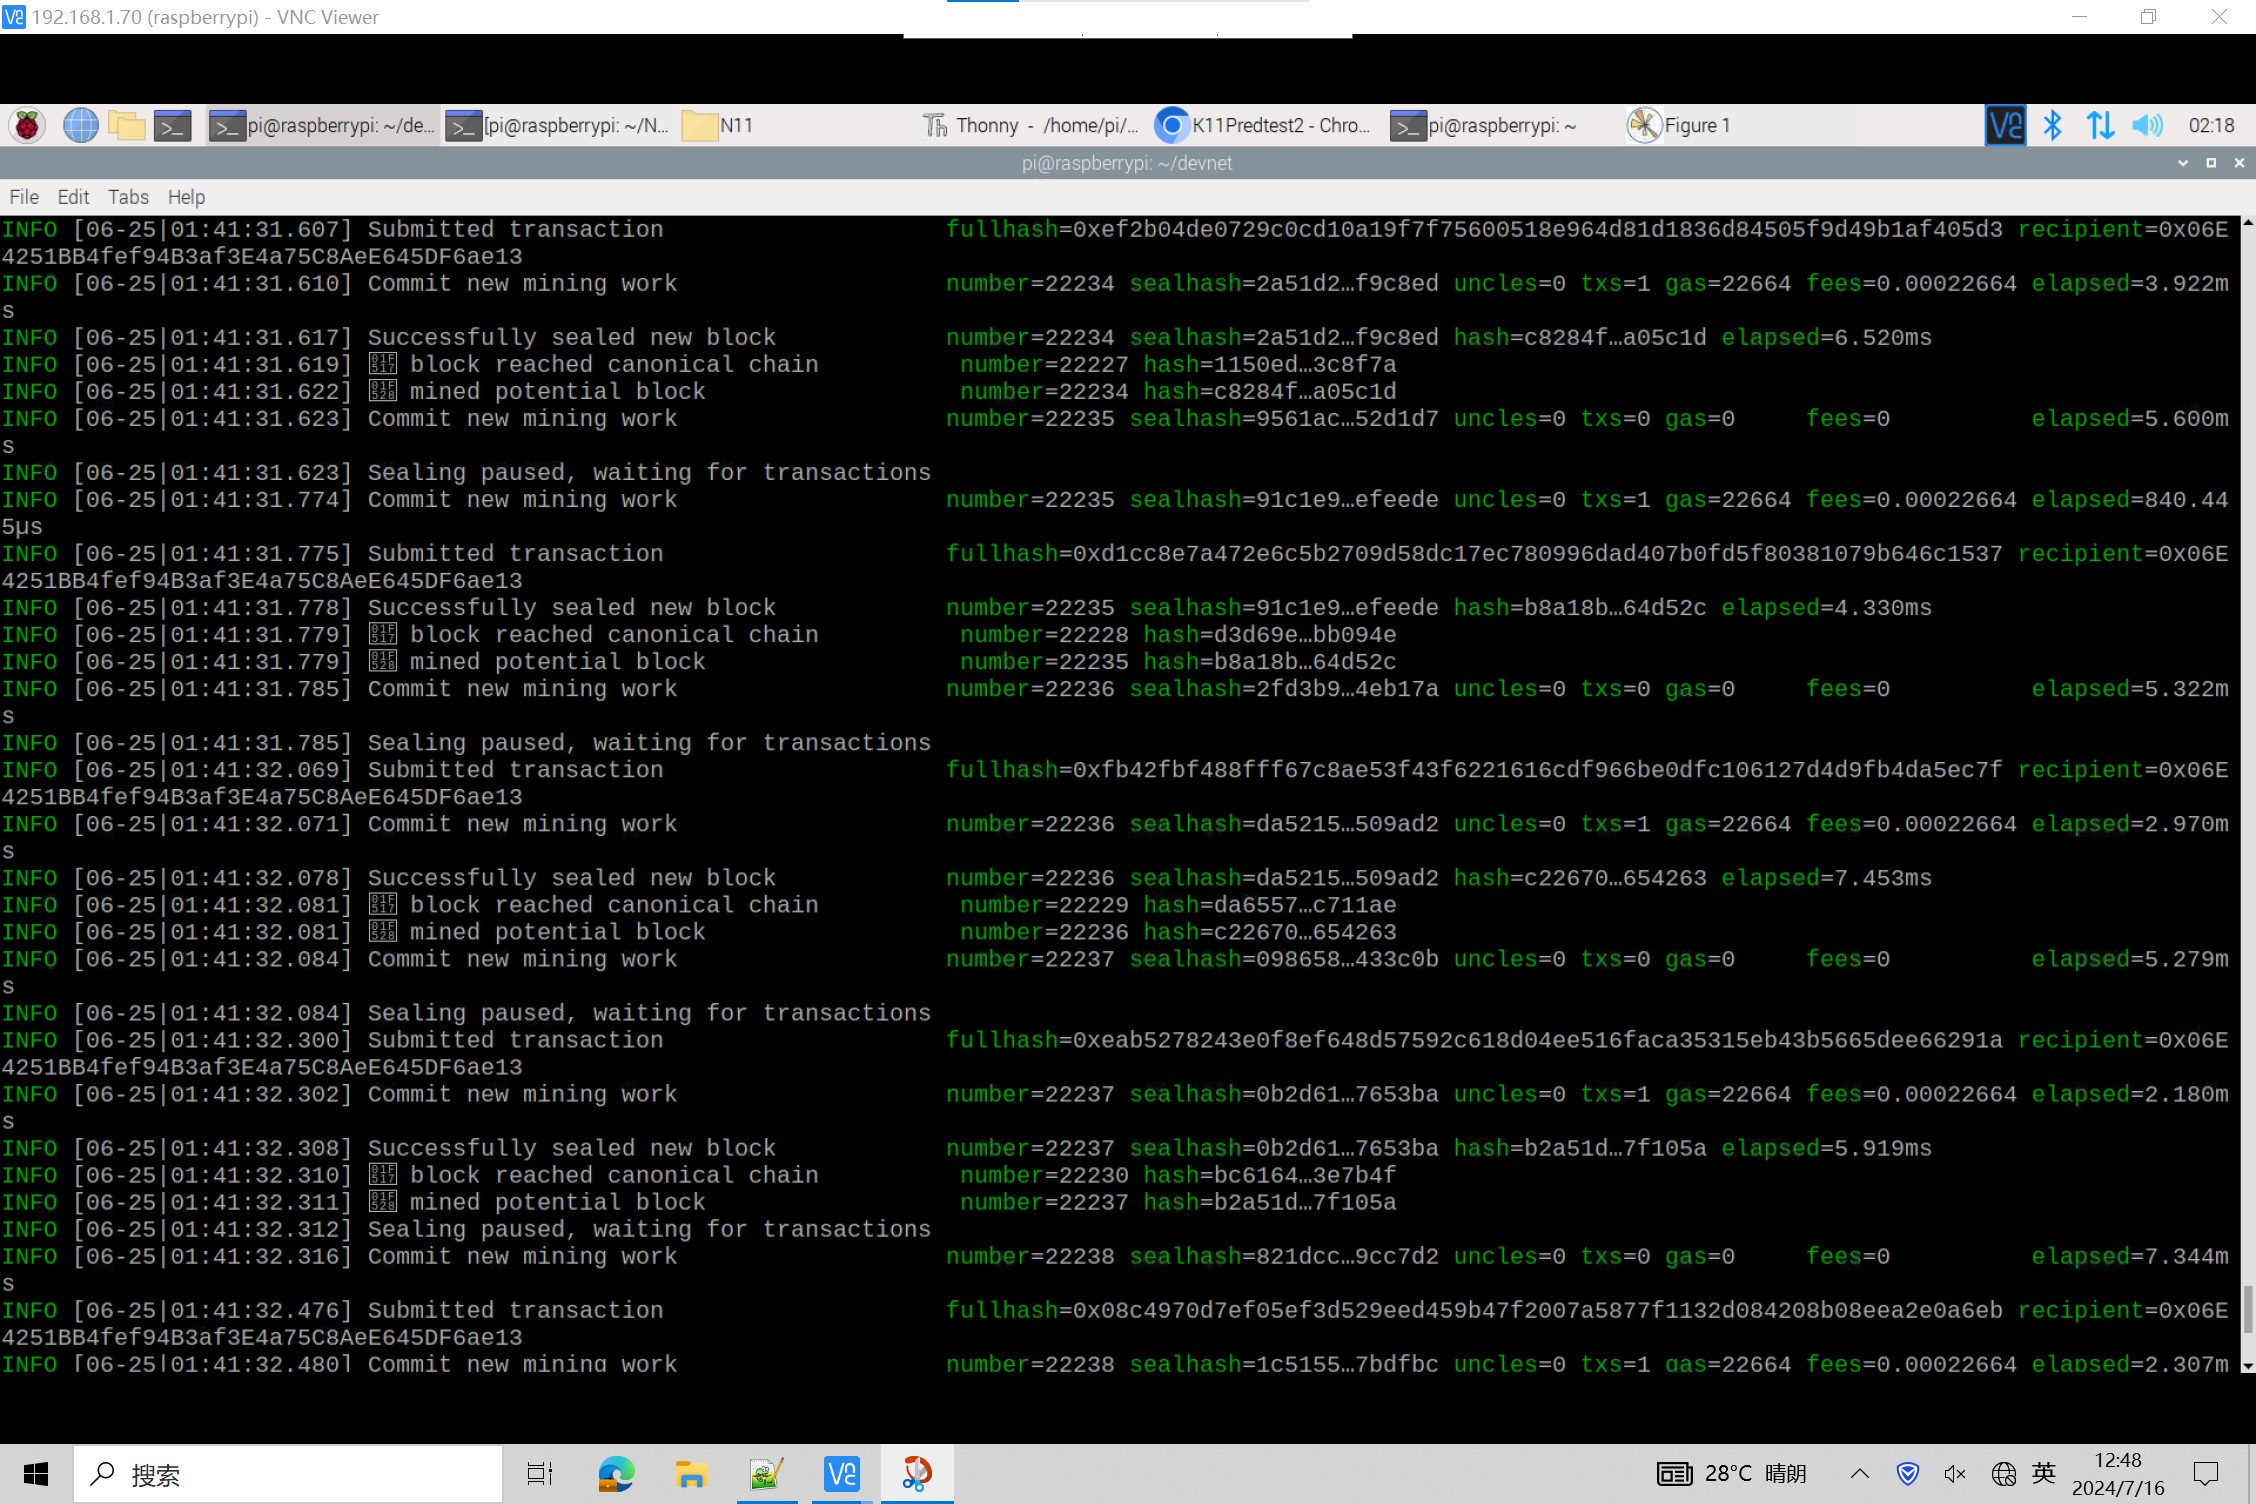 192.168.1.70 (raspberrypi) - VNC Viewer
pi@raspberrypi: ~/de... [pi@raspberrypi: ~/N... N11 Thonny - /home/pi/... K11Predtest2 - Chro... pi@raspberrypi: ~ Figure 1 02:18
pi@raspberrypi: ~/devnet
File Edit Tabs Help
INFO [06-25|01:41:31.607] Submitted transaction fullhash=0xef2b04de0729c0cd10a19f7f75600518e964d81d1836d84505f9d49b1af405d3 recipient=0x06E
4251BB4fef94B3af3E4a75C8AeE645DF6ae13
INFO [06-25|01:41:31.610] Commit new mining work number=22234 sealhash=2a51d2…f9c8ed uncles=0 txs=1 gas=22664 fees=0.00022664 elapsed=3.922m
s
INFO [06-25|01:41:31.617] Successfully sealed new block number=22234 sealhash=2a51d2…f9c8ed hash=c8284f…a05c1d elapsed=6.520ms
INFO [06-25|01:41:31.619] 🔗 block reached canonical chain number=22227 hash=1150ed…3c8f7a
INFO [06-25|01:41:31.622] 🔨 mined potential block number=22234 hash=c8284f…a05c1d
INFO [06-25|01:41:31.623] Commit new mining work number=22235 sealhash=9561ac…52d1d7 uncles=0 txs=0 gas=0 fees=0 elapsed=5.600m
s
INFO [06-25|01:41:31.623] Sealing paused, waiting for transactions
INFO [06-25|01:41:31.774] Commit new mining work number=22235 sealhash=91c1e9…efeede uncles=0 txs=1 gas=22664 fees=0.00022664 elapsed=840.44
5µs
INFO [06-25|01:41:31.775] Submitted transaction fullhash=0xd1cc8e7a472e6c5b2709d58dc17ec780996dad407b0fd5f80381079b646c1537 recipient=0x06E
4251BB4fef94B3af3E4a75C8AeE645DF6ae13
INFO [06-25|01:41:31.778] Successfully sealed new block number=22235 sealhash=91c1e9…efeede hash=b8a18b…64d52c elapsed=4.330ms
INFO [06-25|01:41:31.779] 🔗 block reached canonical chain number=22228 hash=d3d69e…bb094e
INFO [06-25|01:41:31.779] 🔨 mined potential block number=22235 hash=b8a18b…64d52c
INFO [06-25|01:41:31.785] Commit new mining work number=22236 sealhash=2fd3b9…4eb17a uncles=0 txs=0 gas=0 fees=0 elapsed=5.322m
s
INFO [06-25|01:41:31.785] Sealing paused, waiting for transactions
INFO [06-25|01:41:32.069] Submitted transaction fullhash=0xfb42fbf488fff67c8ae53f43f6221616cdf966be0dfc106127d4d9fb4da5ec7f recipient=0x06E
4251BB4fef94B3af3E4a75C8AeE645DF6ae13
INFO [06-25|01:41:32.071] Commit new mining work number=22236 sealhash=da5215…509ad2 uncles=0 txs=1 gas=22664 fees=0.00022664 elapsed=2.970m
s
INFO [06-25|01:41:32.078] Successfully sealed new block number=22236 sealhash=da5215…509ad2 hash=c22670…654263 elapsed=7.453ms
INFO [06-25|01:41:32.081] 🔗 block reached canonical chain number=22229 hash=da6557…c711ae
INFO [06-25|01:41:32.081] 🔨 mined potential block number=22236 hash=c22670…654263
INFO [06-25|01:41:32.084] Commit new mining work number=22237 sealhash=098658…433c0b uncles=0 txs=0 gas=0 fees=0 elapsed=5.279m
s
INFO [06-25|01:41:32.084] Sealing paused, waiting for transactions
INFO [06-25|01:41:32.300] Submitted transaction fullhash=0xeab5278243e0f8ef648d57592c618d04ee516faca35315eb43b5665dee66291a recipient=0x06E
4251BB4fef94B3af3E4a75C8AeE645DF6ae13
INFO [06-25|01:41:32.302] Commit new mining work number=22237 sealhash=0b2d61…7653ba uncles=0 txs=1 gas=22664 fees=0.00022664 elapsed=2.180m
s
INFO [06-25|01:41:32.308] Successfully sealed new block number=22237 sealhash=0b2d61…7653ba hash=b2a51d…7f105a elapsed=5.919ms
INFO [06-25|01:41:32.310] 🔗 block reached canonical chain number=22230 hash=bc6164…3e7b4f
INFO [06-25|01:41:32.311] 🔨 mined potential block number=22237 hash=b2a51d…7f105a
INFO [06-25|01:41:32.312] Sealing paused, waiting for transactions
INFO [06-25|01:41:32.316] Commit new mining work number=22238 sealhash=821dcc…9cc7d2 uncles=0 txs=0 gas=0 fees=0 elapsed=7.344m
s
INFO [06-25|01:41:32.476] Submitted transaction fullhash=0x08c4970d7ef05ef3d529eed459b47f2007a5877f1132d084208b08eea2e0a6eb recipient=0x06E
4251BB4fef94B3af3E4a75C8AeE645DF6ae13
INFO [06-25|01:41:32.480] Commit new mining work number=22238 sealhash=1c5155…7bdfbc uncles=0 txs=1 gas=22664 fees=0.00022664 elapsed=2.307m
搜索 28°C 晴朗 英 12:48
2024/7/16